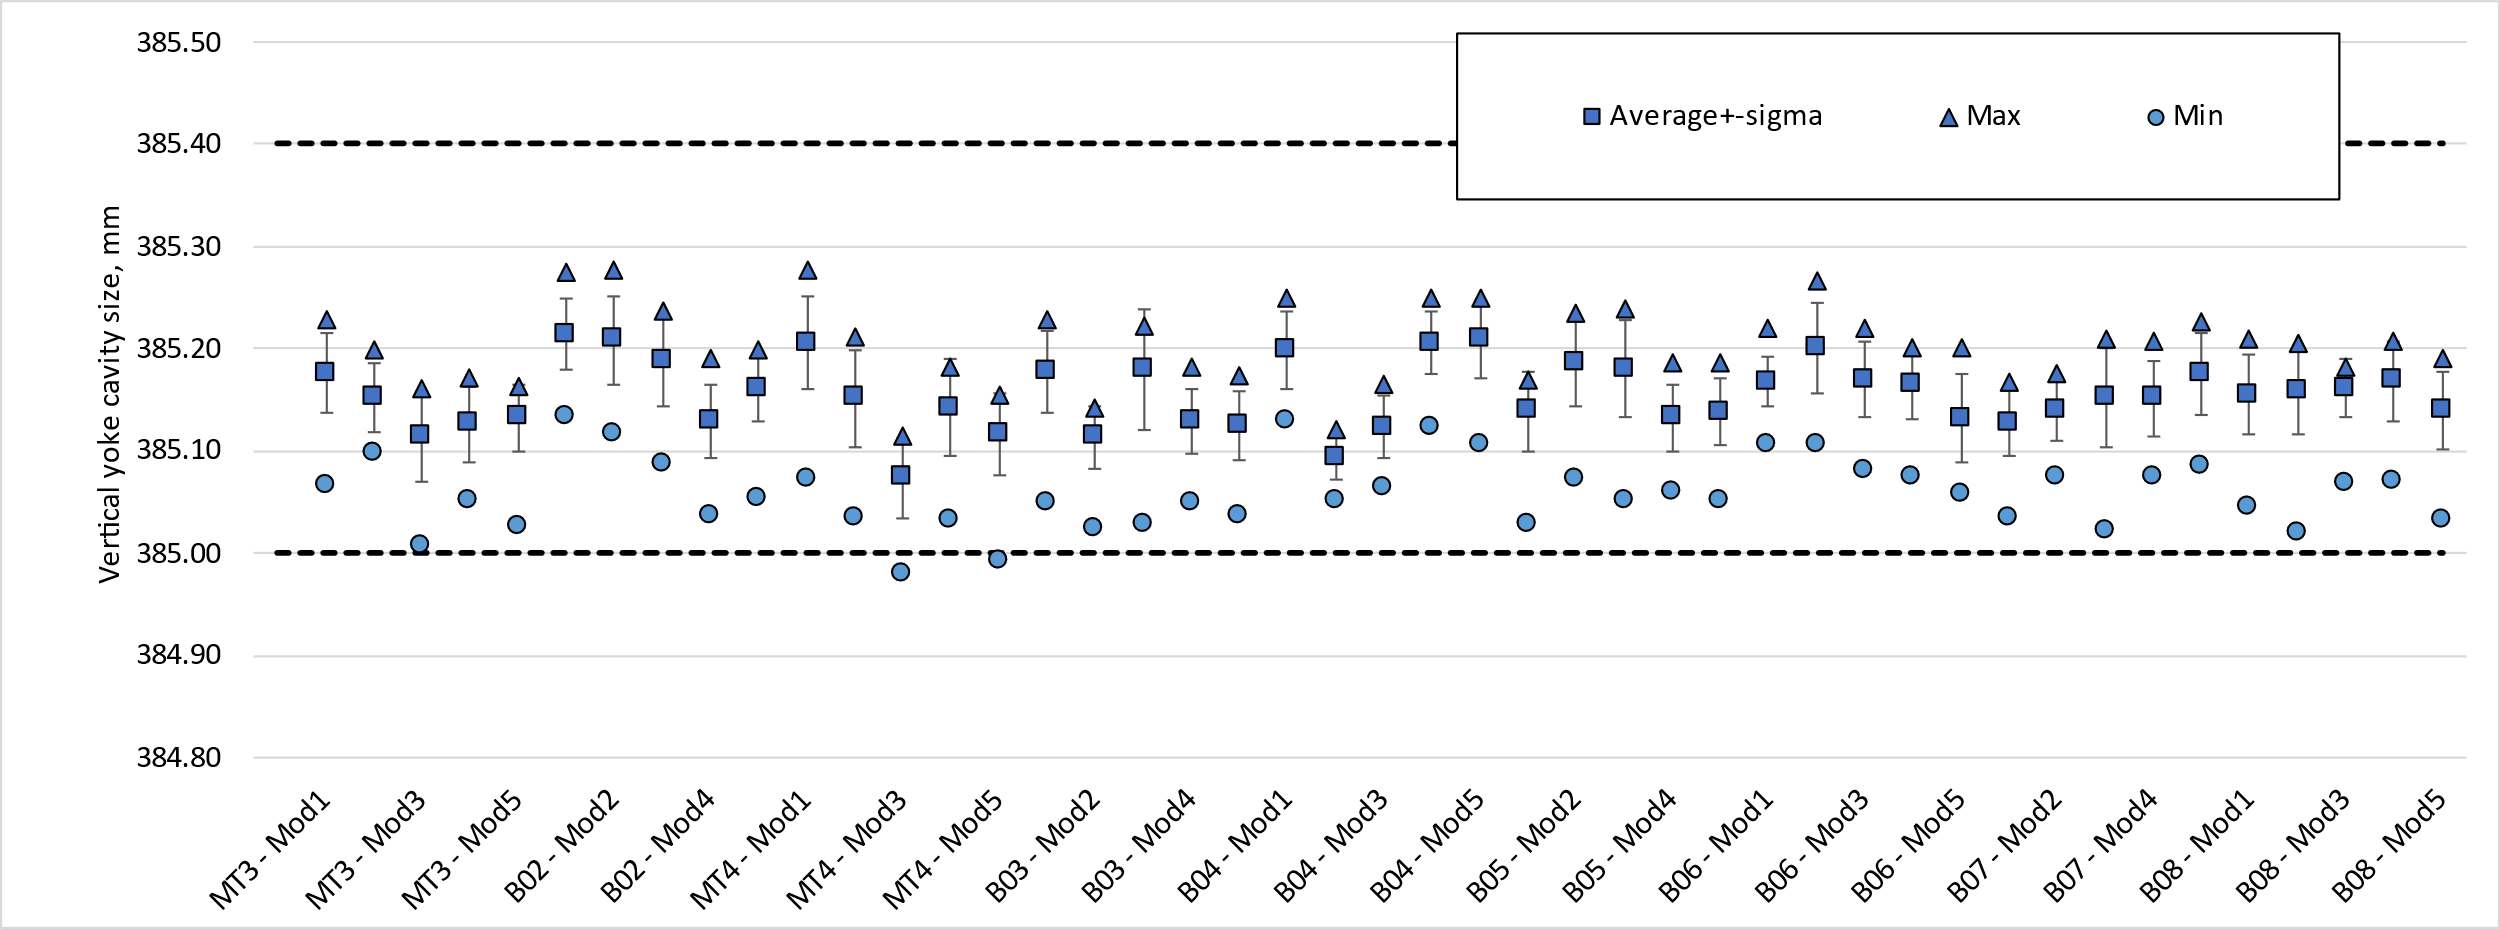 385.50
385.40
385.30
385.20
385.10
385.00
384.90
384.80
Vertical yoke cavity size, mm
Average+-sigma
Max
Min
MT3 - Mod1
MT3 - Mod3
MT3 - Mod5
B02 - Mod2
B02 - Mod4
MT4 - Mod1
MT4 - Mod3
MT4 - Mod5
B03 - Mod2
B03 - Mod4
B04 - Mod1
B04 - Mod3
B04 - Mod5
B05 - Mod2
B05 - Mod4
B06 - Mod1
B06 - Mod3
B06 - Mod5
B07 - Mod2
B07 - Mod4
B08 - Mod1
B08 - Mod3
B08 - Mod5